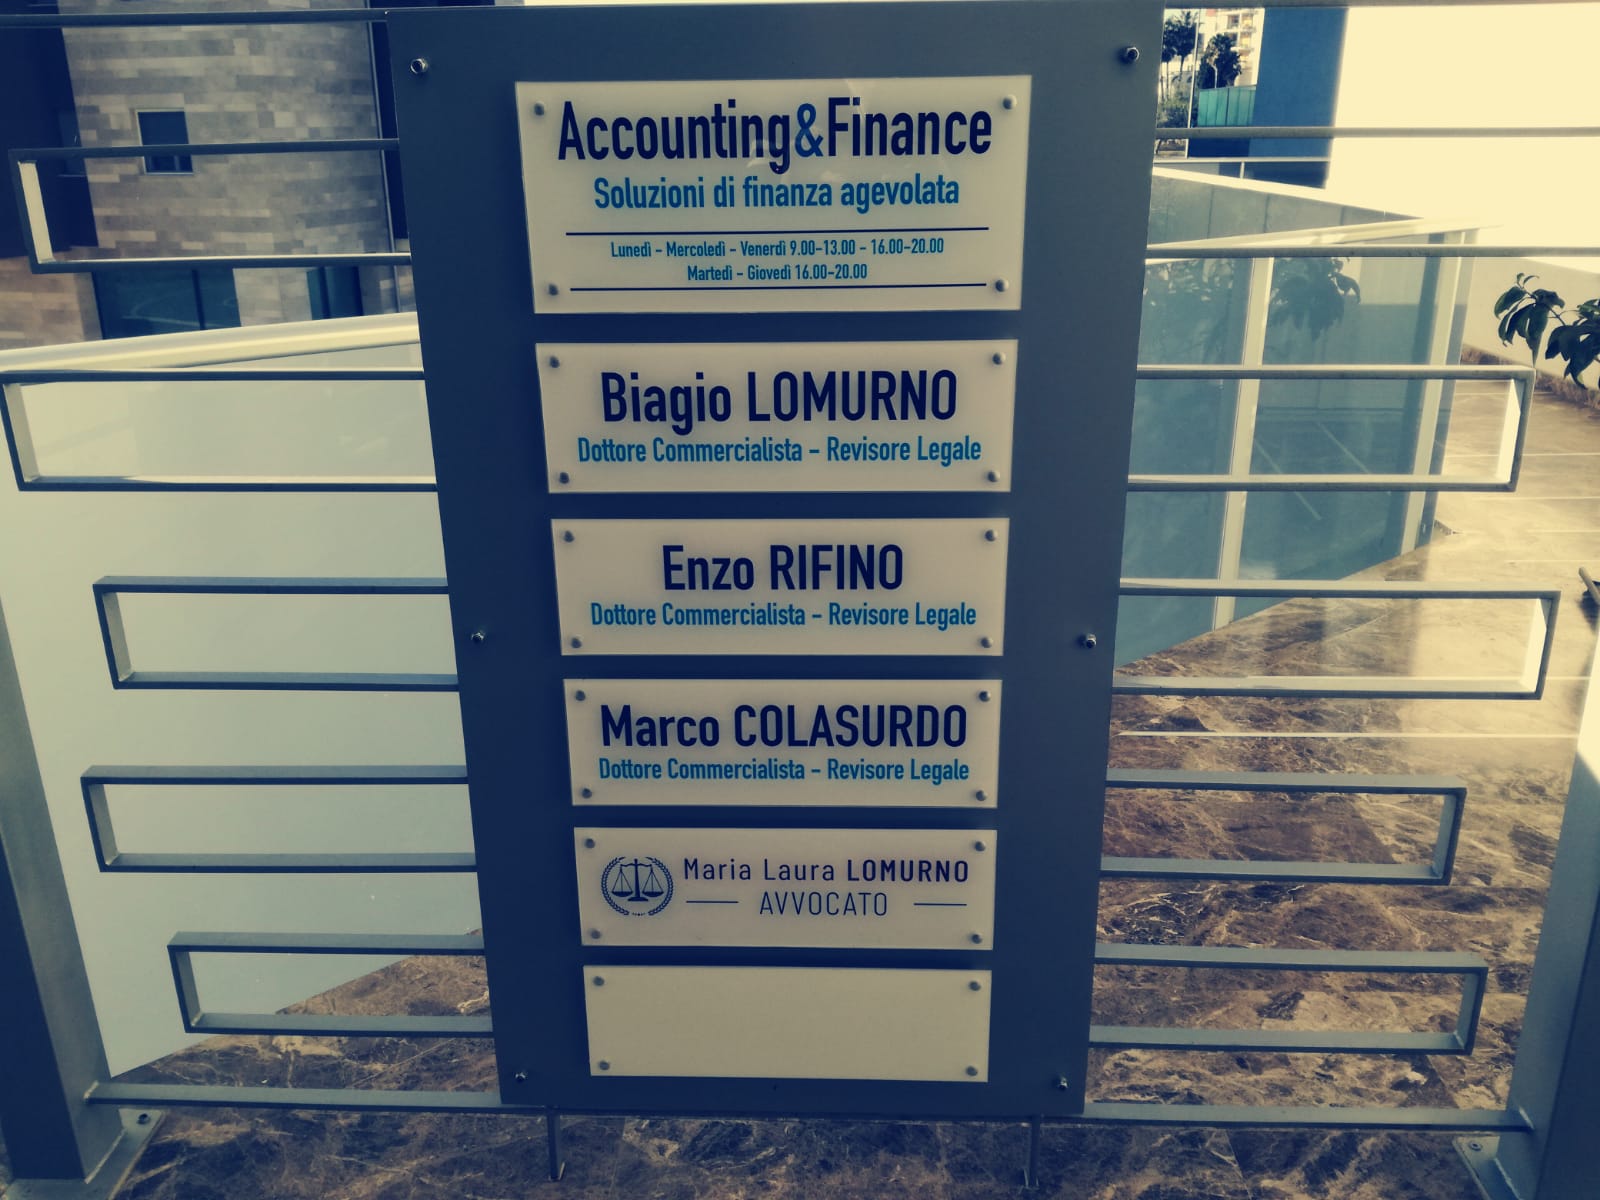 Accounting&Finance
Soluzioni di finanza agevolata
Lunedì - Mercoledì - Venerdì 9.00-13.00 - 16.00-20.00
Martedì - Giovedì 16.00-20.00
Biagio LOMURNO
Dottore Commercialista - Revisore Legale
Enzo RIFINO
Dottore Commercialista - Revisore Legale
Marco COLASURDO
Dottore Commercialista - Revisore Legale
Maria Laura LOMURNO
AVVOCATO